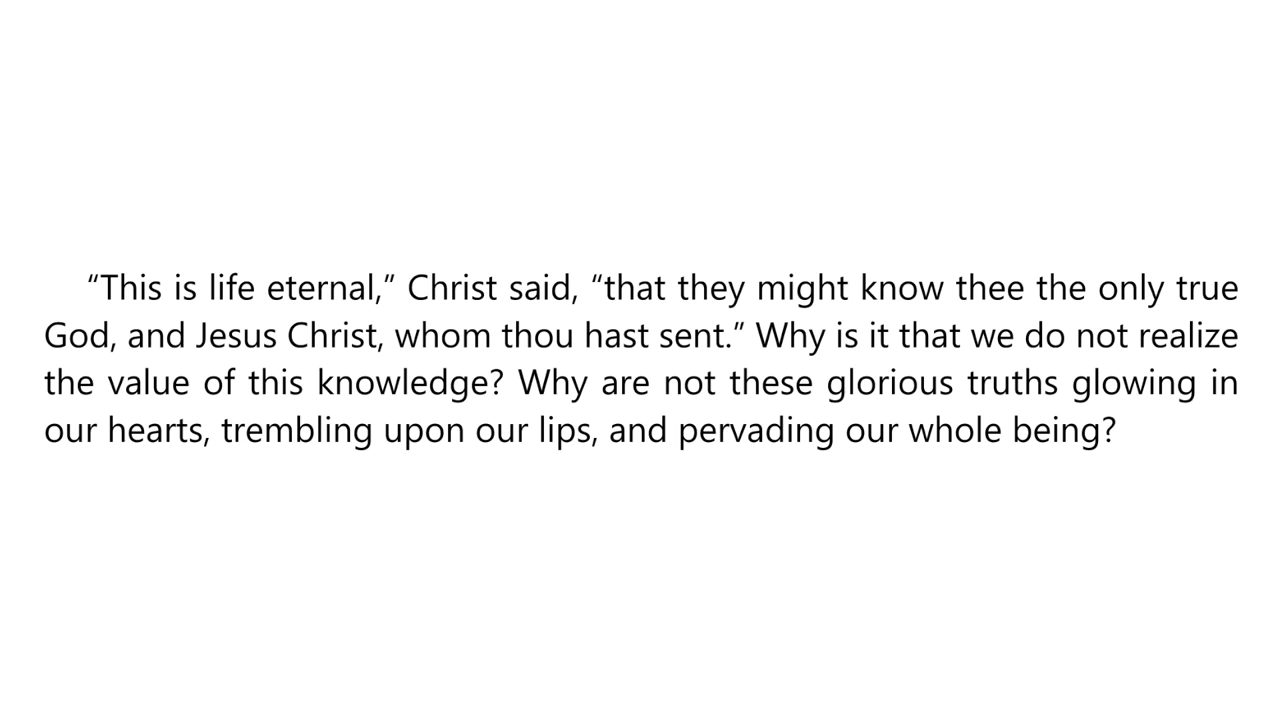 “This is life eternal,” Christ said, “that they might know thee the only true
God, and Jesus Christ, whom thou hast sent.” Why is it that we do not realize
the value of this knowledge? Why are not these glorious truths glowing in
our hearts, trembling upon our lips, and pervading our whole being?